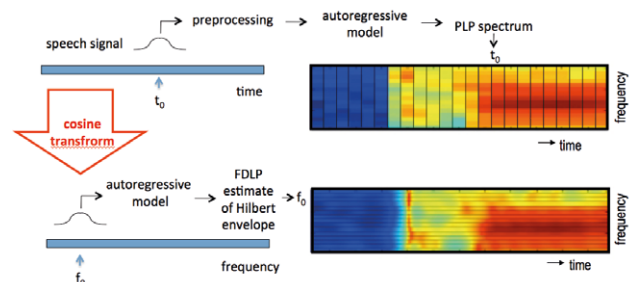 preprocessing
autoregressive
model
PLP spectrum
speech signal
t0
t0
time
frequency
time
cosine
transform
autoregressive
model
FDLP
estimate
of Hilbert
envelope
f0
frequency
time
frequency
f0